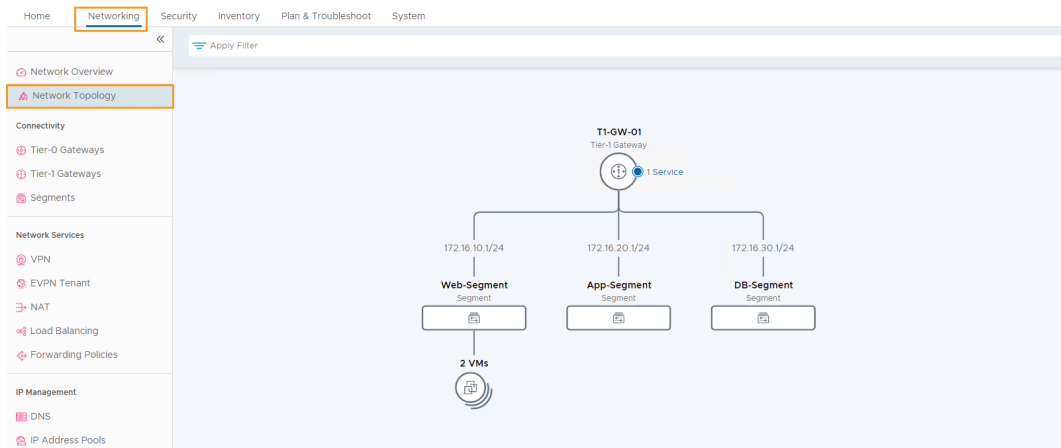 Home Networking Security Inventory Plan & Troubleshoot System
«
Apply Filter
Network Overview
Network Topology
Connectivity
Tier-0 Gateways
Tier-1 Gateways
Segments
Network Services
VPN
EVPN Tenant
NAT
Load Balancing
Forwarding Policies
IP Management
DNS
IP Address Pools
T1-GW-01
Tier-1 Gateway
1 Service
172.16.10.1/24 172.16.20.1/24 172.16.30.1/24
Web-Segment App-Segment DB-Segment
Segment Segment Segment
2 VMs